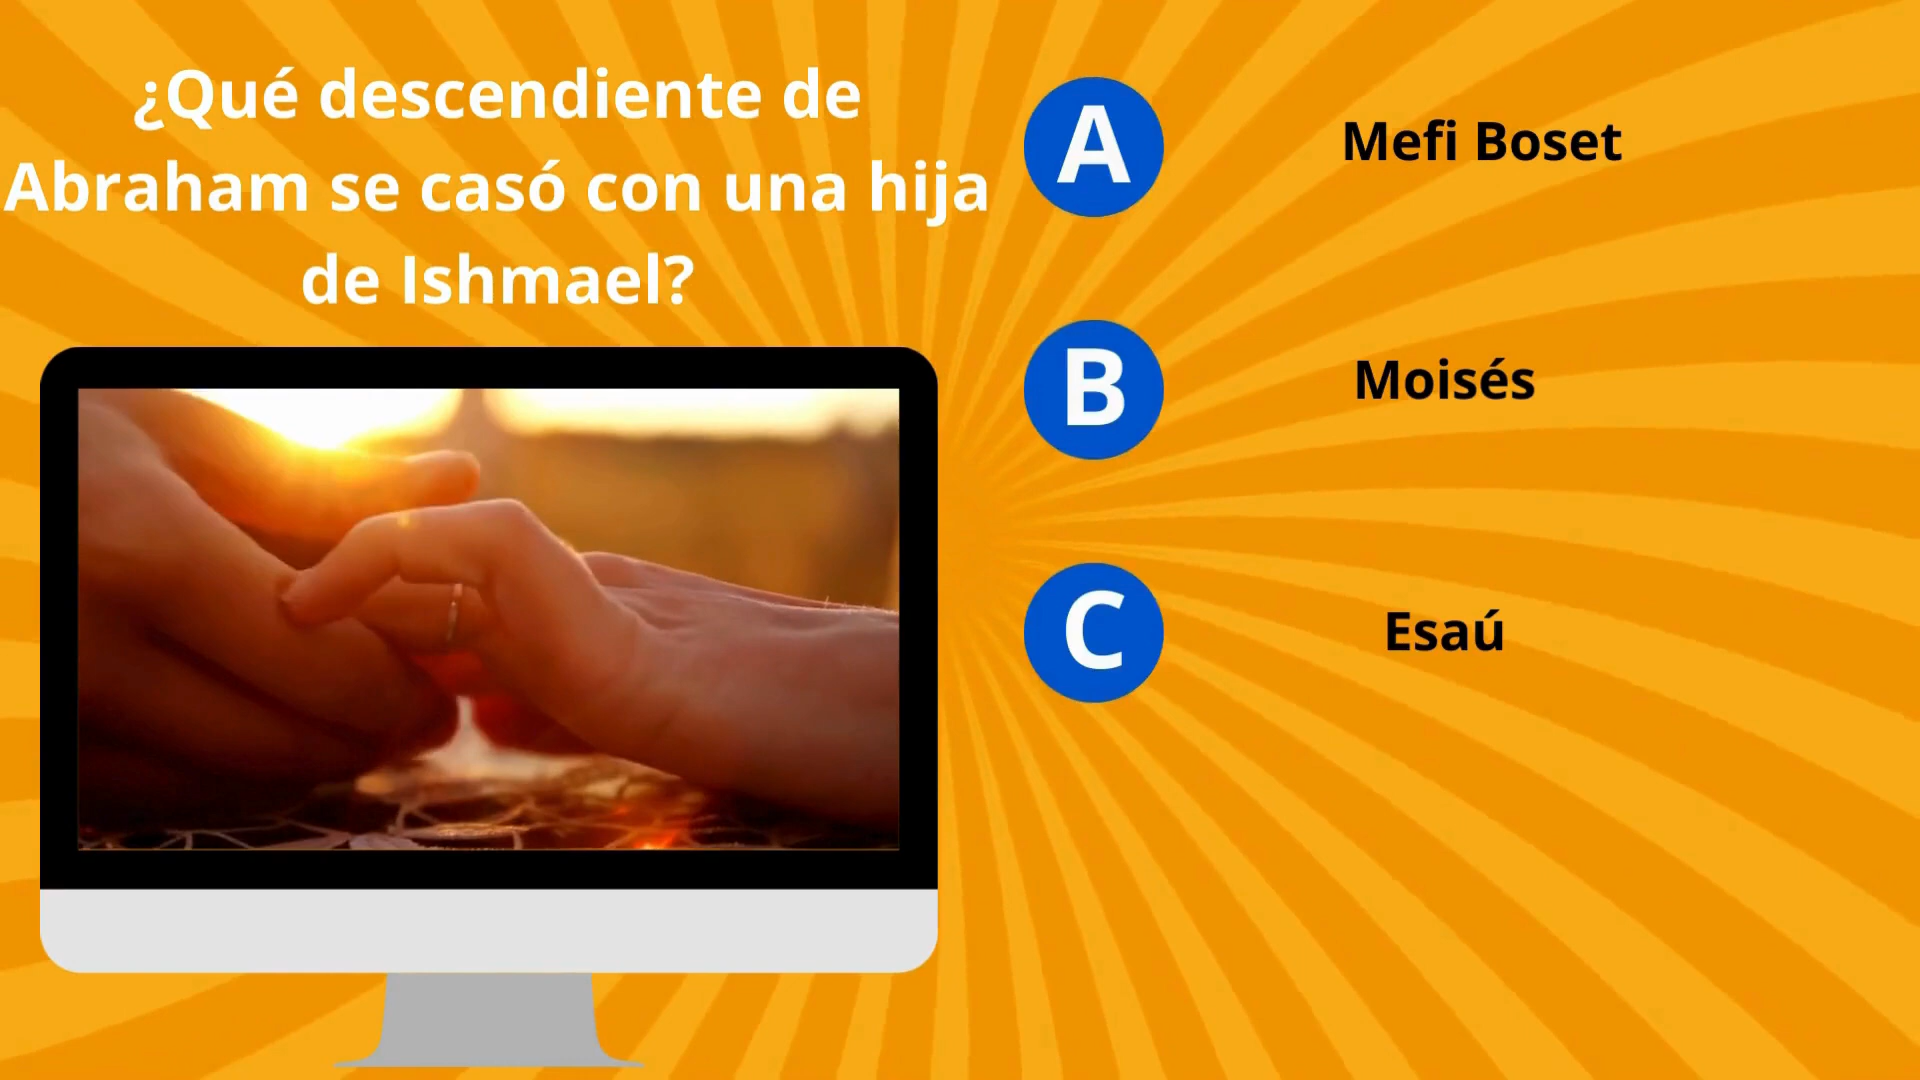 ¿Qué descendiente de
Abraham se casó con una hija
de Ishmael?
A
Mefi Boset
B
Moisés
C
Esaú